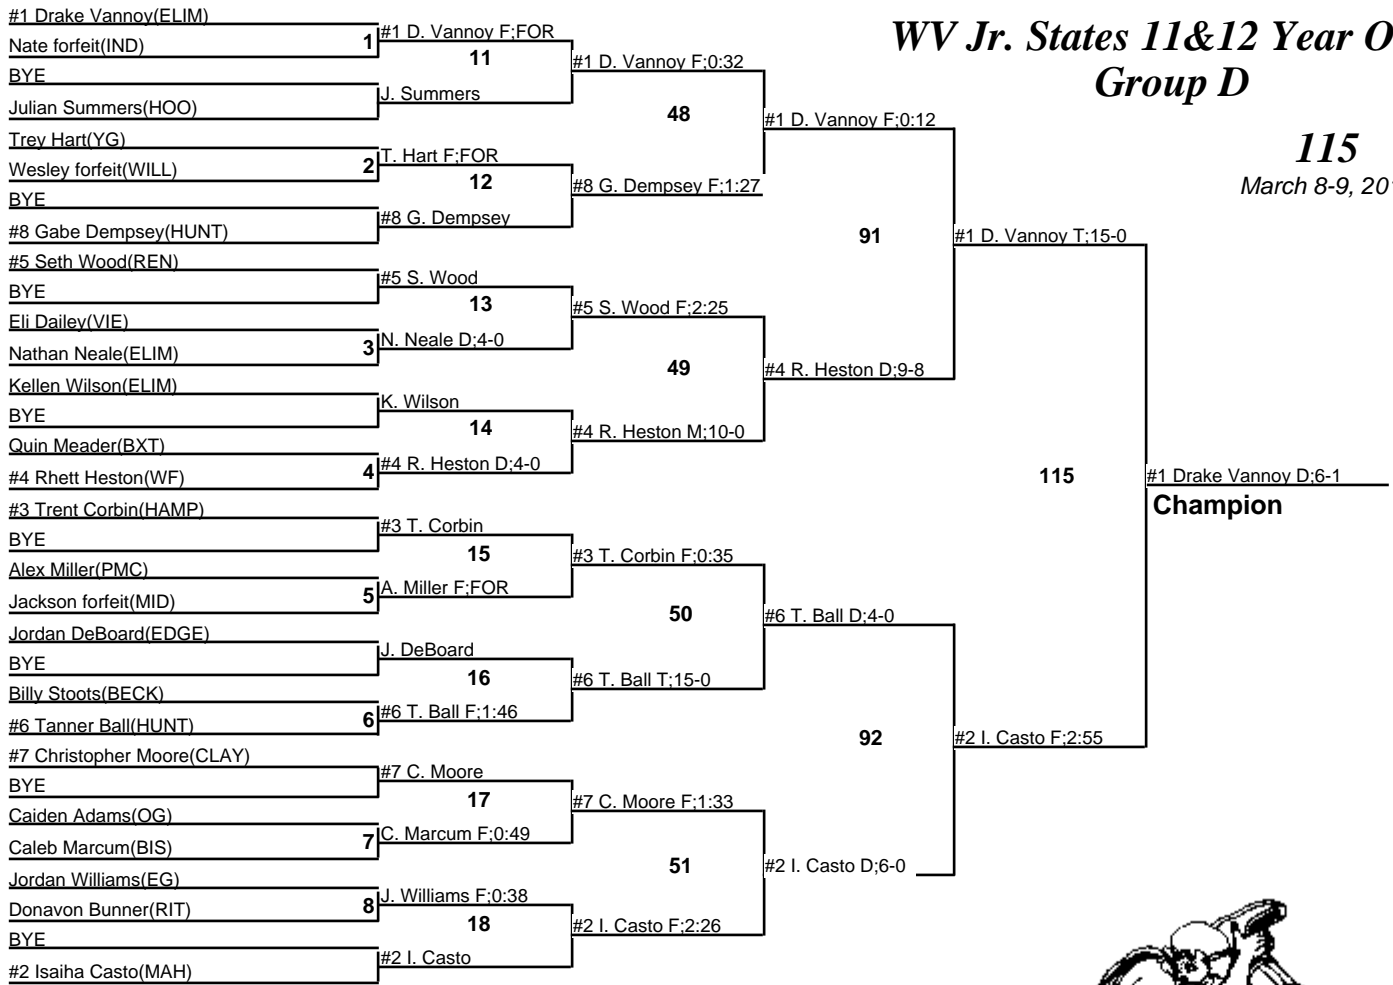 WV Jr. States 11&12 Year O
Group D
115
March 8-9, 201
#1 Drake Vannoy(ELIM)
Nate forfeit(IND)
BYE
Julian Summers(HOO)
Trey Hart(YG)
Wesley forfeit(WILL)
BYE
#8 Gabe Dempsey(HUNT)
#5 Seth Wood(REN)
BYE
Eli Dailey(VIE)
Nathan Neale(ELIM)
Kellen Wilson(ELIM)
BYE
Quin Meader(BXT)
#4 Rhett Heston(WF)
#3 Trent Corbin(HAMP)
BYE
Alex Miller(PMC)
Jackson forfeit(MID)
Jordan DeBoard(EDGE)
BYE
Billy Stoots(BECK)
#6 Tanner Ball(HUNT)
#7 Christopher Moore(CLAY)
BYE
Caiden Adams(OG)
Caleb Marcum(BIS)
Jordan Williams(EG)
Donavon Bunner(RIT)
BYE
#2 Isaiha Casto(MAH)
1
2
3
4
5
6
7
8
#1 D. Vannoy F;FOR
11
J. Summers
T. Hart F;FOR
12
#8 G. Dempsey
#5 S. Wood
13
N. Neale D;4-0
K. Wilson
14
#4 R. Heston D;4-0
#3 T. Corbin
15
A. Miller F;FOR
J. DeBoard
16
#6 T. Ball F;1:46
#7 C. Moore
17
C. Marcum F;0:49
J. Williams F;0:38
18
#2 I. Casto
#1 D. Vannoy F;0:32
48
#8 G. Dempsey F;1:27
#5 S. Wood F;2:25
49
#4 R. Heston M;10-0
#3 T. Corbin F;0:35
50
#6 T. Ball T;15-0
#7 C. Moore F;1:33
51
#2 I. Casto F;2:26
#1 D. Vannoy F;0:12
91
#4 R. Heston D;9-8
#6 T. Ball D;4-0
92
#2 I. Casto D;6-0
#1 D. Vannoy T;15-0
115
#2 I. Casto F;2:55
#1 Drake Vannoy D;6-1
Champion